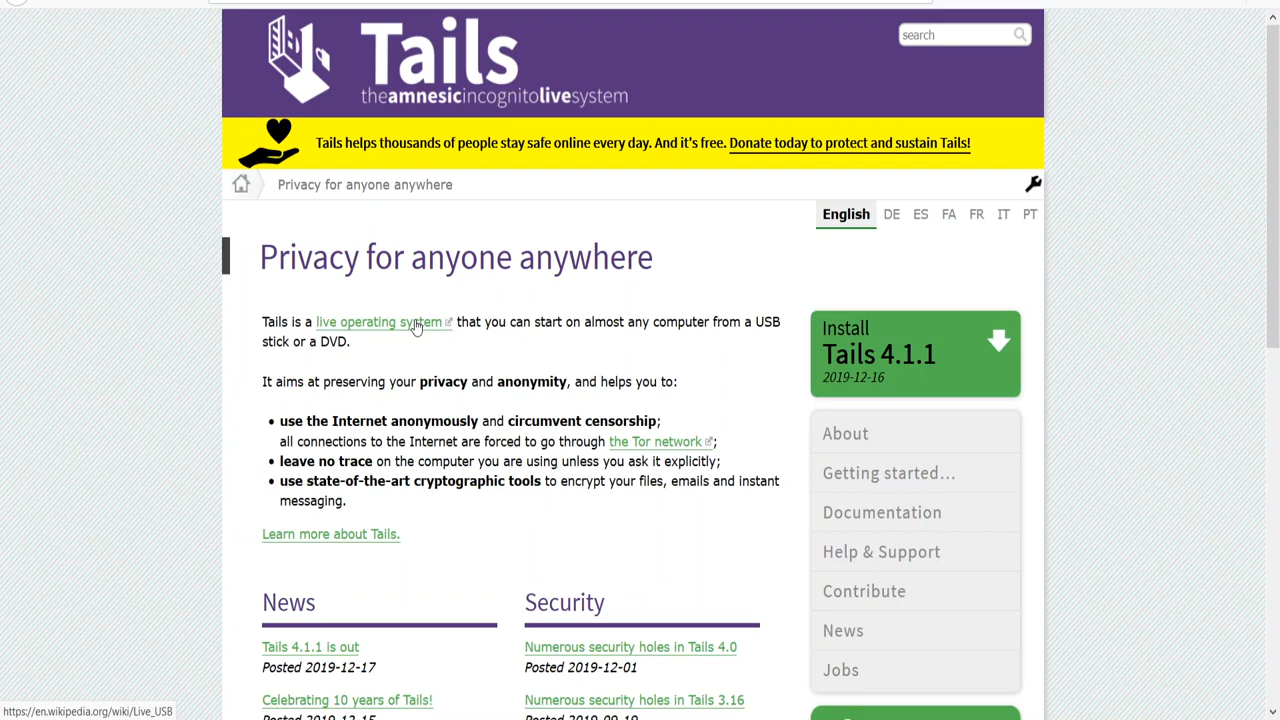 search
Tails
theamnesicincognitolivesystem
Tails helps thousands of people stay safe online every day. And it's free. Donate today to protect and sustain Tails!
Privacy for anyone anywhere
English DE ES FA FR IT PT
Privacy for anyone anywhere
Tails is a live operating system that you can start on almost any computer from a USB
stick or a DVD.
It aims at preserving your privacy and anonymity, and helps you to:
• use the Internet anonymously and circumvent censorship;
all connections to the Internet are forced to go through the Tor network;
• leave no trace on the computer you are using unless you ask it explicitly;
• use state-of-the-art cryptographic tools to encrypt your files, emails and instant
messaging.
Learn more about Tails.
Install
Tails 4.1.1
2019-12-16
About
Getting started…
Documentation
Help & Support
Contribute
News
Jobs
News
Tails 4.1.1 is out
Posted 2019-12-17
Celebrating 10 years of Tails!
Posted 2019-12-15
Security
Numerous security holes in Tails 4.0
Posted 2019-12-01
Numerous security holes in Tails 3.16
Posted 2019-09-19
https://en.wikipedia.org/wiki/Live_USB